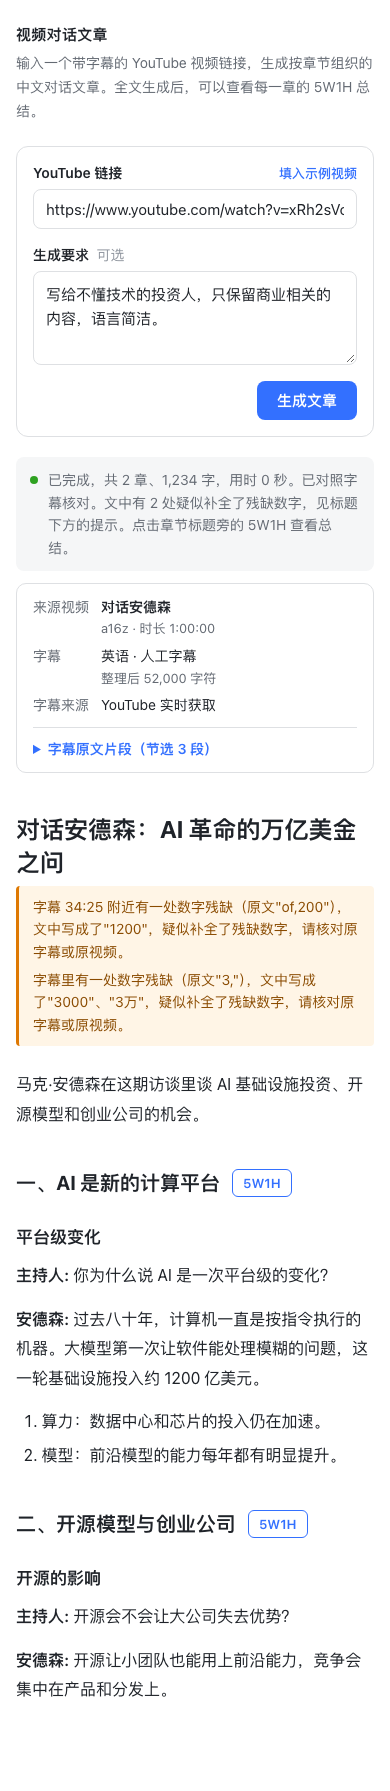 视频对话文章
输入一个带字幕的 YouTube 视频链接，生成按章节组织的
中文对话文章。全文生成后，可以查看每一章的 5W1H 总
结。
YouTube 链接
填入示例视频
https://www.youtube.com/watch?v=xRh2sVc
生成要求 可选
写给不懂技术的投资人，只保留商业相关的
内容，语言简洁。
生成文章
已完成，共 2 章、1,234 字，用时 0 秒。已对照字
幕核对。文中有 2 处疑似补全了残缺数字，见标题
下方的提示。点击章节标题旁的 5W1H 查看总
结。
来源视频 对话安德森
a16z · 时长 1:00:00
字幕 英语 · 人工字幕
整理后 52,000 字符
字幕来源 YouTube 实时获取
字幕原文片段（节选 3 段）
对话安德森：AI 革命的万亿美金
之问
字幕 34:25 附近有一处数字残缺（原文"of,200"），
文中写成了"1200"，疑似补全了残缺数字，请核对原
字幕或原视频。
字幕里有一处数字残缺（原文"3,"），文中写成
了"3000"、"3万"，疑似补全了残缺数字，请核对原
字幕或原视频。
马克·安德森在这期访谈里谈 AI 基础设施投资、开
源模型和创业公司的机会。
一、AI 是新的计算平台 5W1H
平台级变化
主持人: 你为什么说 AI 是一次平台级的变化？
安德森: 过去八十年，计算机一直是按指令执行的
机器。大模型第一次让软件能处理模糊的问题，这
一轮基础设施投入约 1200 亿美元。
1. 算力：数据中心和芯片的投入仍在加速。
2. 模型：前沿模型的能力每年都有明显提升。
二、开源模型与创业公司 5W1H
开源的影响
主持人: 开源会不会让大公司失去优势？
安德森: 开源让小团队也能用上前沿能力，竞争会
集中在产品和分发上。